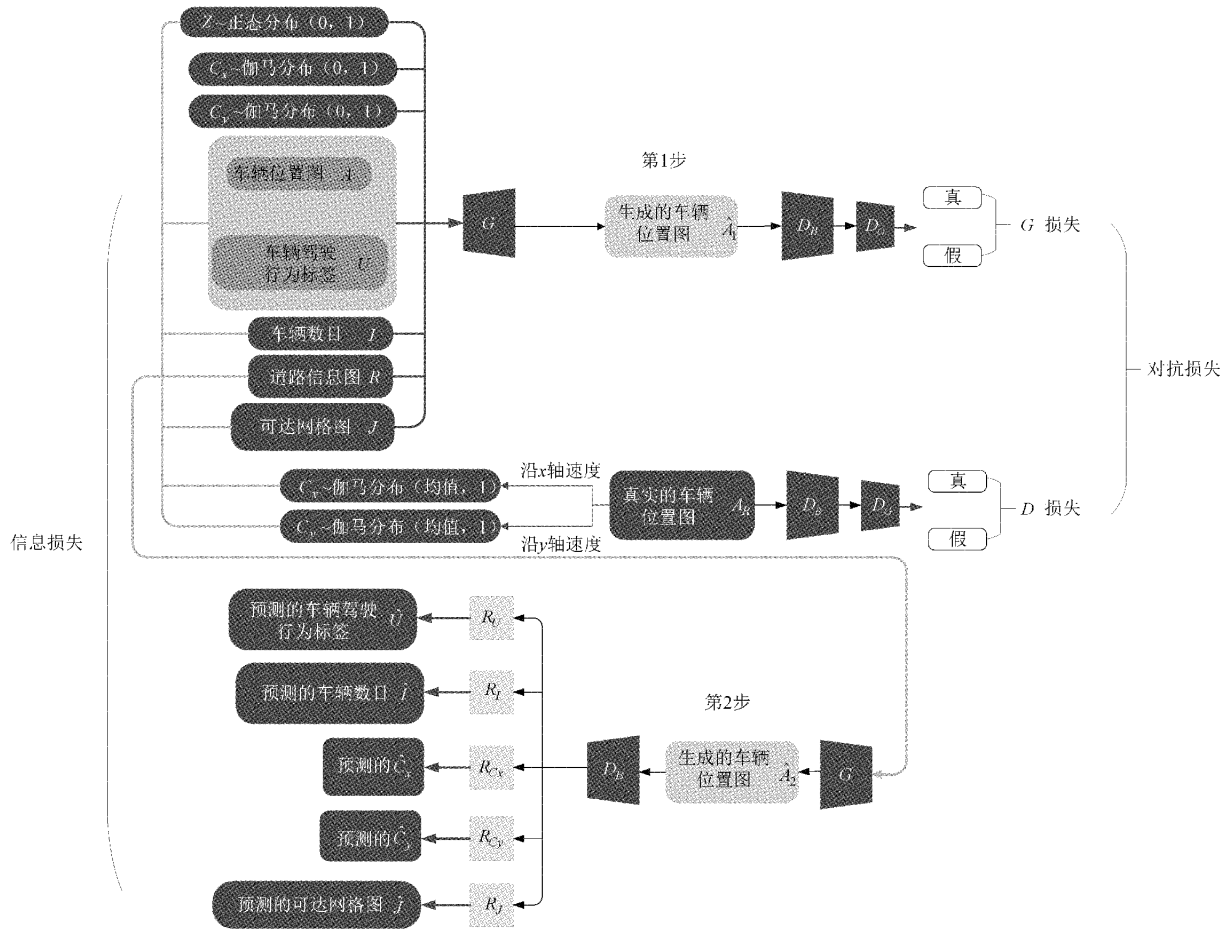 Z~正态分布（0，1）
C_x~伽马分布（0，1）
C_y~伽马分布（0，1）
车辆位置图 A
车辆驾驶
行为标签 U
车辆数目 I
道路信息图 R
可达网格图 J
G
第1步
生成的车辆
位置图 Â_1
D_B
真
假
G 损失
对抗损失
C_x~伽马分布（均值，1）
C_y~伽马分布（均值，1）
沿x轴速度
沿y轴速度
真实的车辆
位置图 A_R
D_B
真
假
D 损失
信息损失
预测的车辆驾驶
行为标签 Û
R_U
预测的车辆数目 Î
R_I
预测的Ĉ_x
R_Cx
预测的Ĉ_y
R_Cy
预测的可达网格图 Ĵ
R_J
第2步
D_B
生成的车辆
位置图 Â_2
G